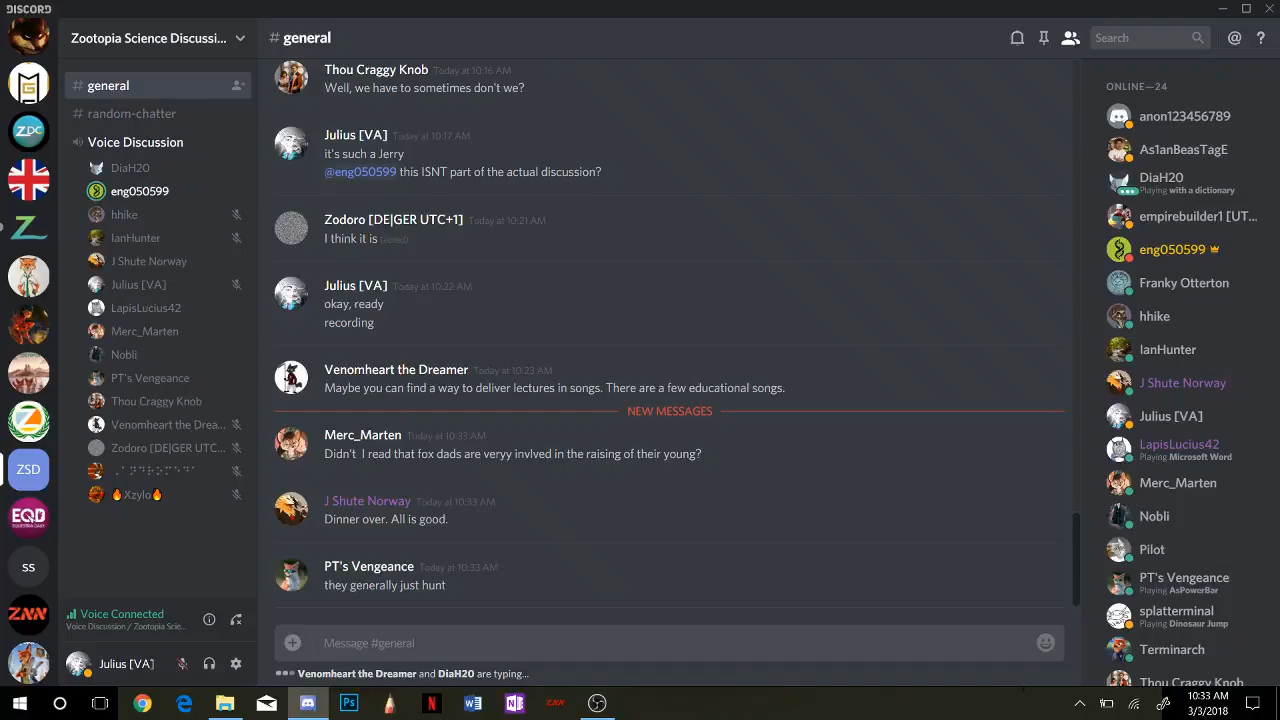 DISCORD
Zootopia Science Discussi...
# general
Search
@
?
# general
# random-chatter
Voice Discussion
DiaH20
eng050599
hhike
IanHunter
J Shute Norway
Julius [VA]
LapisLucius42
Merc_Marten
Nobli
PT's Vengeance
Thou Craggy Knob
Venomheart the Drea...
Zodoro [DE|GER UTC...
🔥Xzylo🔥
ZDC
ZSD
EQD
ss
ZNN
Voice Connected
Voice Discussion / Zootopia Scie...
Julius [VA]
Thou Craggy Knob Today at 10:16 AM
Well, we have to sometimes don't we?
Julius [VA] Today at 10:17 AM
it's such a Jerry
@eng050599 this ISNT part of the actual discussion?
Zodoro [DE|GER UTC+1] Today at 10:21 AM
I think it is (edited)
Julius [VA] Today at 10:22 AM
okay, ready
recording
Venomheart the Dreamer Today at 10:23 AM
Maybe you can find a way to deliver lectures in songs. There are a few educational songs.
NEW MESSAGES
Merc_Marten Today at 10:33 AM
Didn't I read that fox dads are veryy invlved in the raising of their young?
J Shute Norway Today at 10:33 AM
Dinner over. All is good.
PT's Vengeance Today at 10:33 AM
they generally just hunt
Message #general
Venomheart the Dreamer and DiaH20 are typing...
ONLINE—24
anon123456789
As1anBeasTagE
DiaH20
Playing with a dictionary
empirebuilder1 [UT...
eng050599
Franky Otterton
hhike
IanHunter
J Shute Norway
Julius [VA]
LapisLucius42
Playing Microsoft Word
Merc_Marten
Nobli
Pilot
PT's Vengeance
Playing AsPowerBar
splatterminal
Playing Dinosaur Jump
Terminarch
Thou Craggy Knob
Ps
N
W
N
ZNN
10:33 AM
3/3/2018